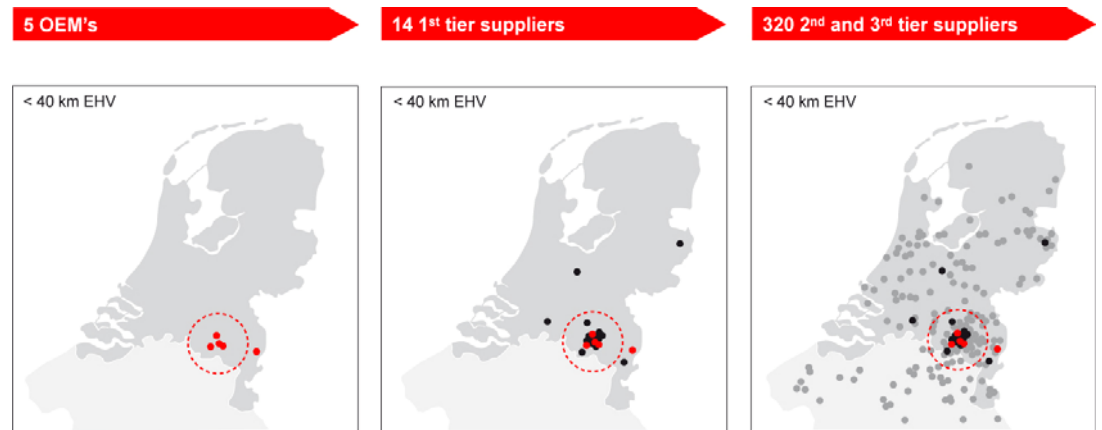 5 OEM's
14 1st tier suppliers
320 2nd and 3rd tier suppliers
< 40 km EHV
< 40 km EHV
< 40 km EHV